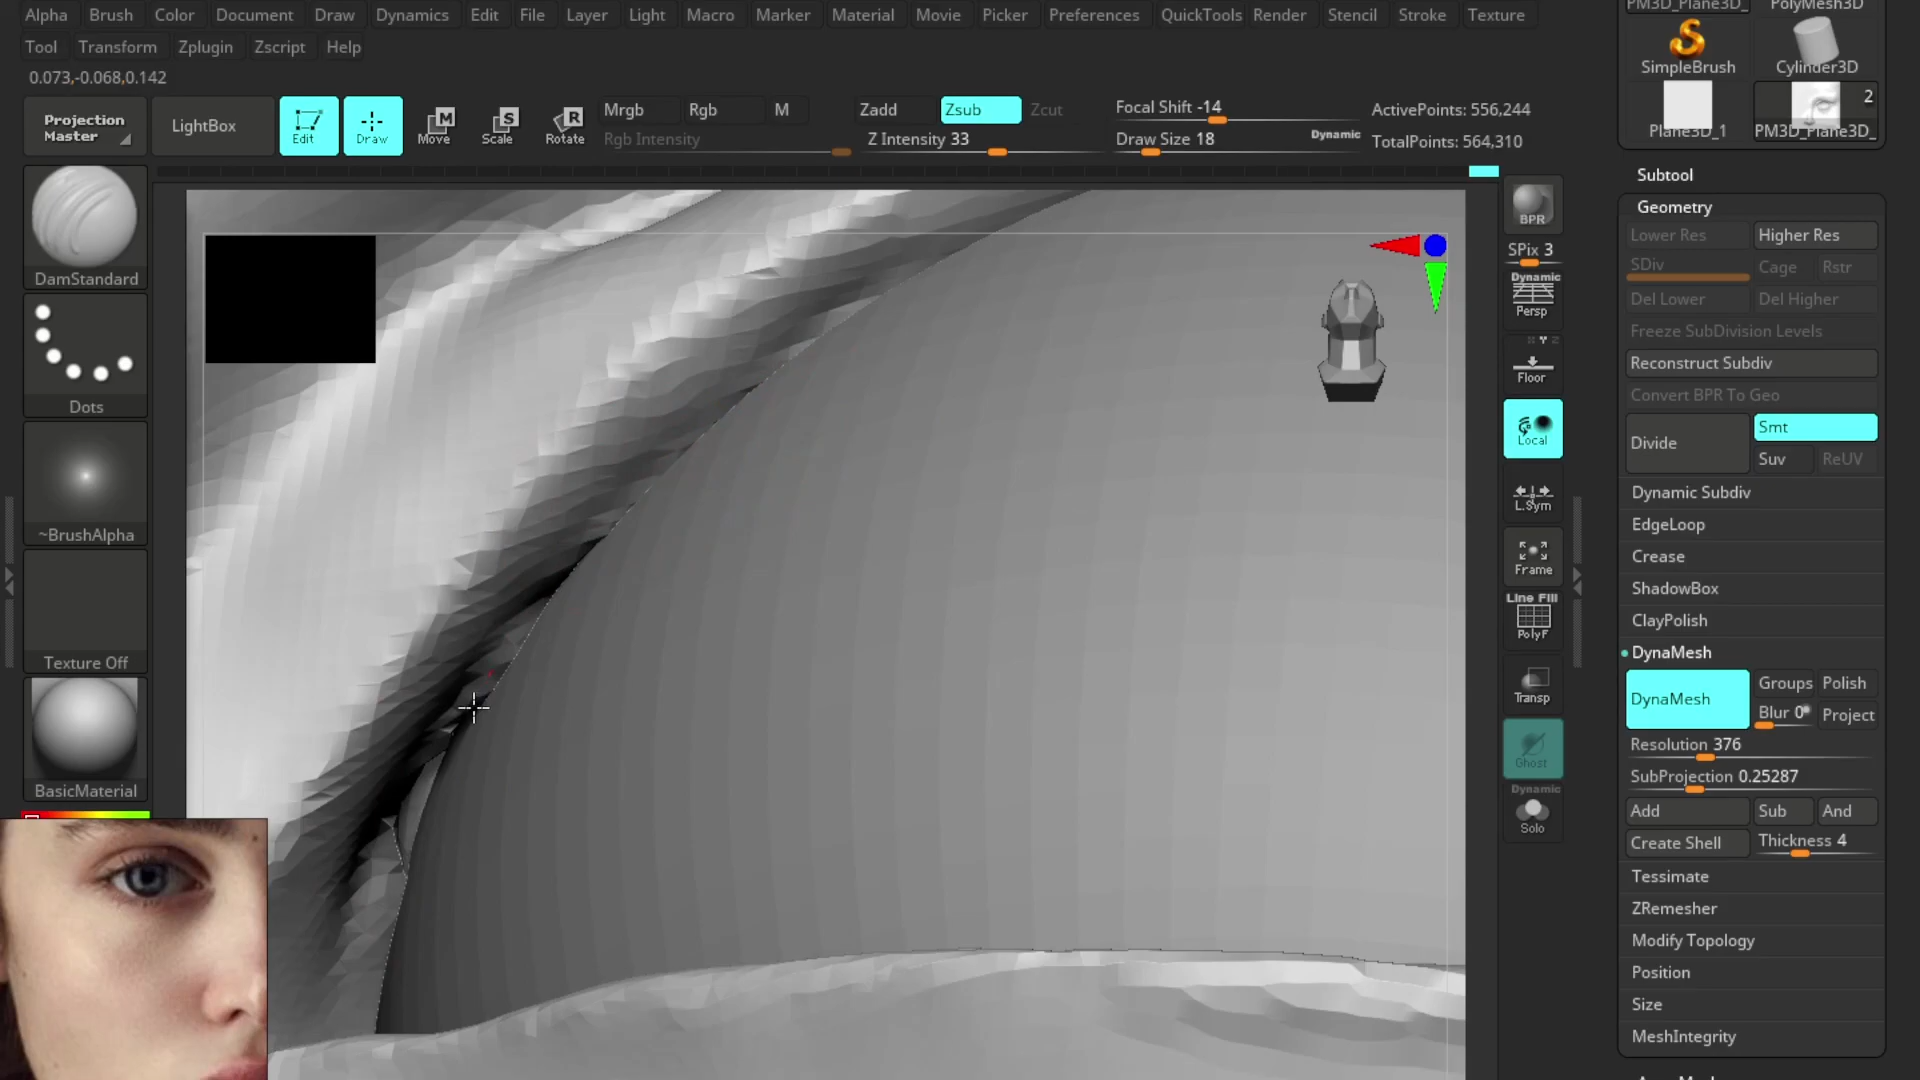 Alpha Brush Color Document Draw Dynamics Edit File Layer Light Macro Marker Material Movie Picker Preferences QuickTools Render Stencil Stroke Texture
Tool Transform Zplugin Zscript Help
0.073,-0.068,0.142
Projection Master
LightBox
Edit
Draw
Move
Scale
Rotate
M
S
R
Mrgb Rgb M
Rgb Intensity
Zadd Zsub Zcut
Z Intensity 33
Focal Shift -14
Draw Size 18
Dynamic
ActivePoints: 556,244
TotalPoints: 564,310
DamStandard
Dots
~BrushAlpha
Texture Off
BasicMaterial
BPR
SPix 3
Dynamic
Persp
Floor
Local
L.Sym
Frame
Line Fill
PolyF
Transp
Ghost
Dynamic
Solo
PM3D_Plane3D_ PolyMesh3D
SimpleBrush Cylinder3D
2
Plane3D_1 PM3D_Plane3D_
Subtool
Geometry
Lower Res Higher Res
SDiv Cage Rstr
Del Lower Del Higher
Freeze SubDivision Levels
Reconstruct Subdiv
Convert BPR To Geo
Divide Smt
Suv ReUV
Dynamic Subdiv
EdgeLoop
Crease
ShadowBox
ClayPolish
DynaMesh
DynaMesh Groups Polish
Blur 0 Project
Resolution 376
SubProjection 0.25287
Add Sub And
Create Shell Thickness 4
Tessimate
ZRemesher
Modify Topology
Position
Size
MeshIntegrity